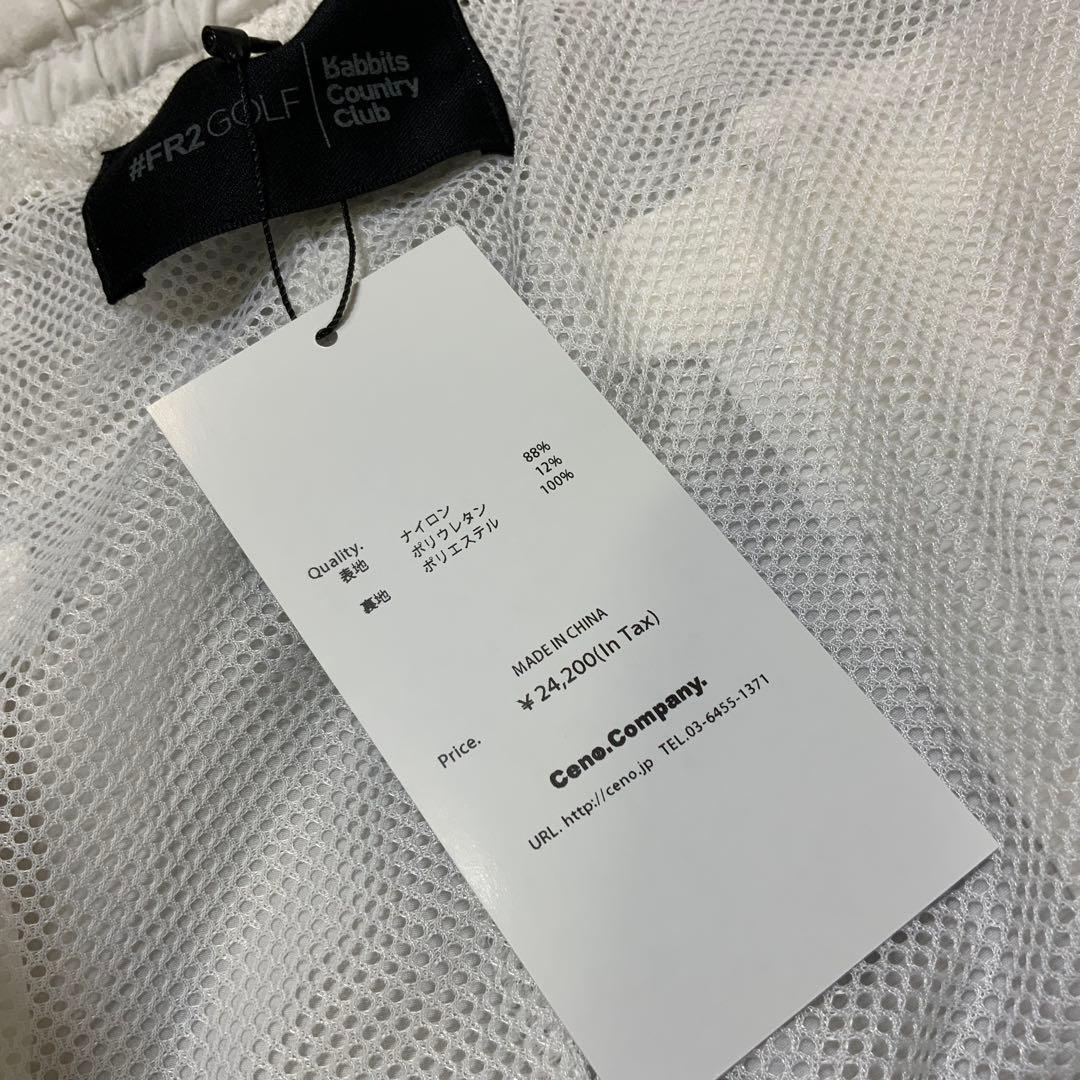 #FR2 GOLF
Rabbits
Country
Club
Quality.
表地 ナイロン 88%
ポリウレタン 12%
裏地 ポリエステル 100%
MADE IN CHINA
Price. ¥24,200(In Tax)
Ceno.Company.
URL. http://ceno.jp TEL.03-6455-1371